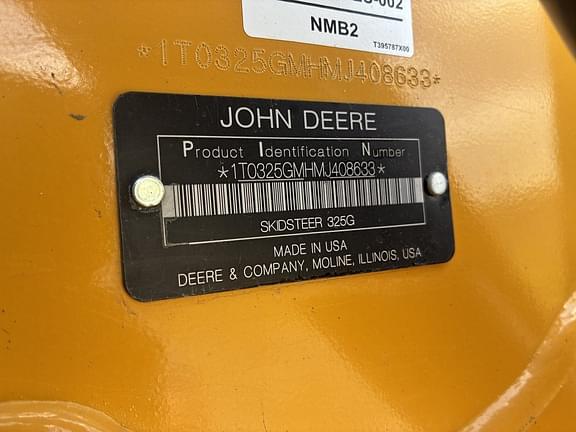 NMB2
T395787X00
*1T0325GMHMJ408633*
JOHN DEERE
Product Identification Number
*1T0325GMHMJ408633*
SKIDSTEER 325G
MADE IN USA
DEERE & COMPANY, MOLINE, ILLINOIS, USA